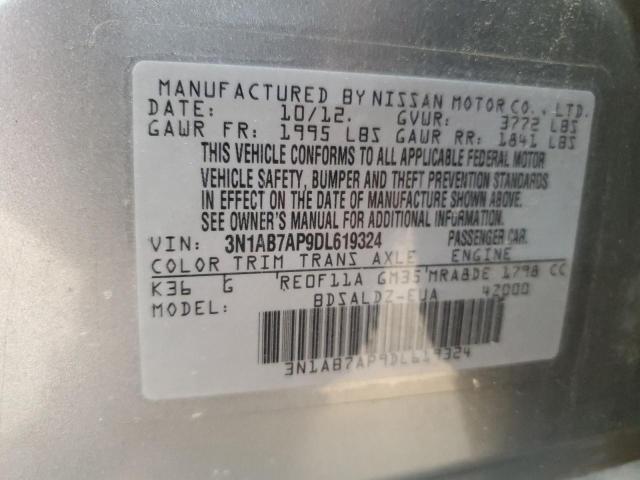 MANUFACTURED BY NISSAN MOTOR CO., LTD.
DATE: 10/12. GVWR: 3772 LBS
GAWR FR: 1995 LBS GAWR RR: 1841 LBS
THIS VEHICLE CONFORMS TO ALL APPLICABLE FEDERAL MOTOR
VEHICLE SAFETY, BUMPER AND THEFT PREVENTION STANDARDS
IN EFFECT ON THE DATE OF MANUFACTURE SHOWN ABOVE.
SEE OWNER'S MANUAL FOR ADDITIONAL INFORMATION.
VIN: 3N1AB7AP9DL619324 PASSENGER CAR
COLOR TRIM TRANS AXLE ENGINE
K36 G RE0F11A GM35 MRA8DE 1798 CC
MODEL: BDSALDZ-EUA 42000
3N1AB7AP9DL619324